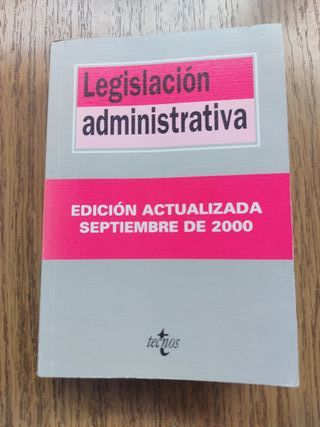 Legislación
administrativa
EDICIÓN ACTUALIZADA
SEPTIEMBRE DE 2000
tecnos